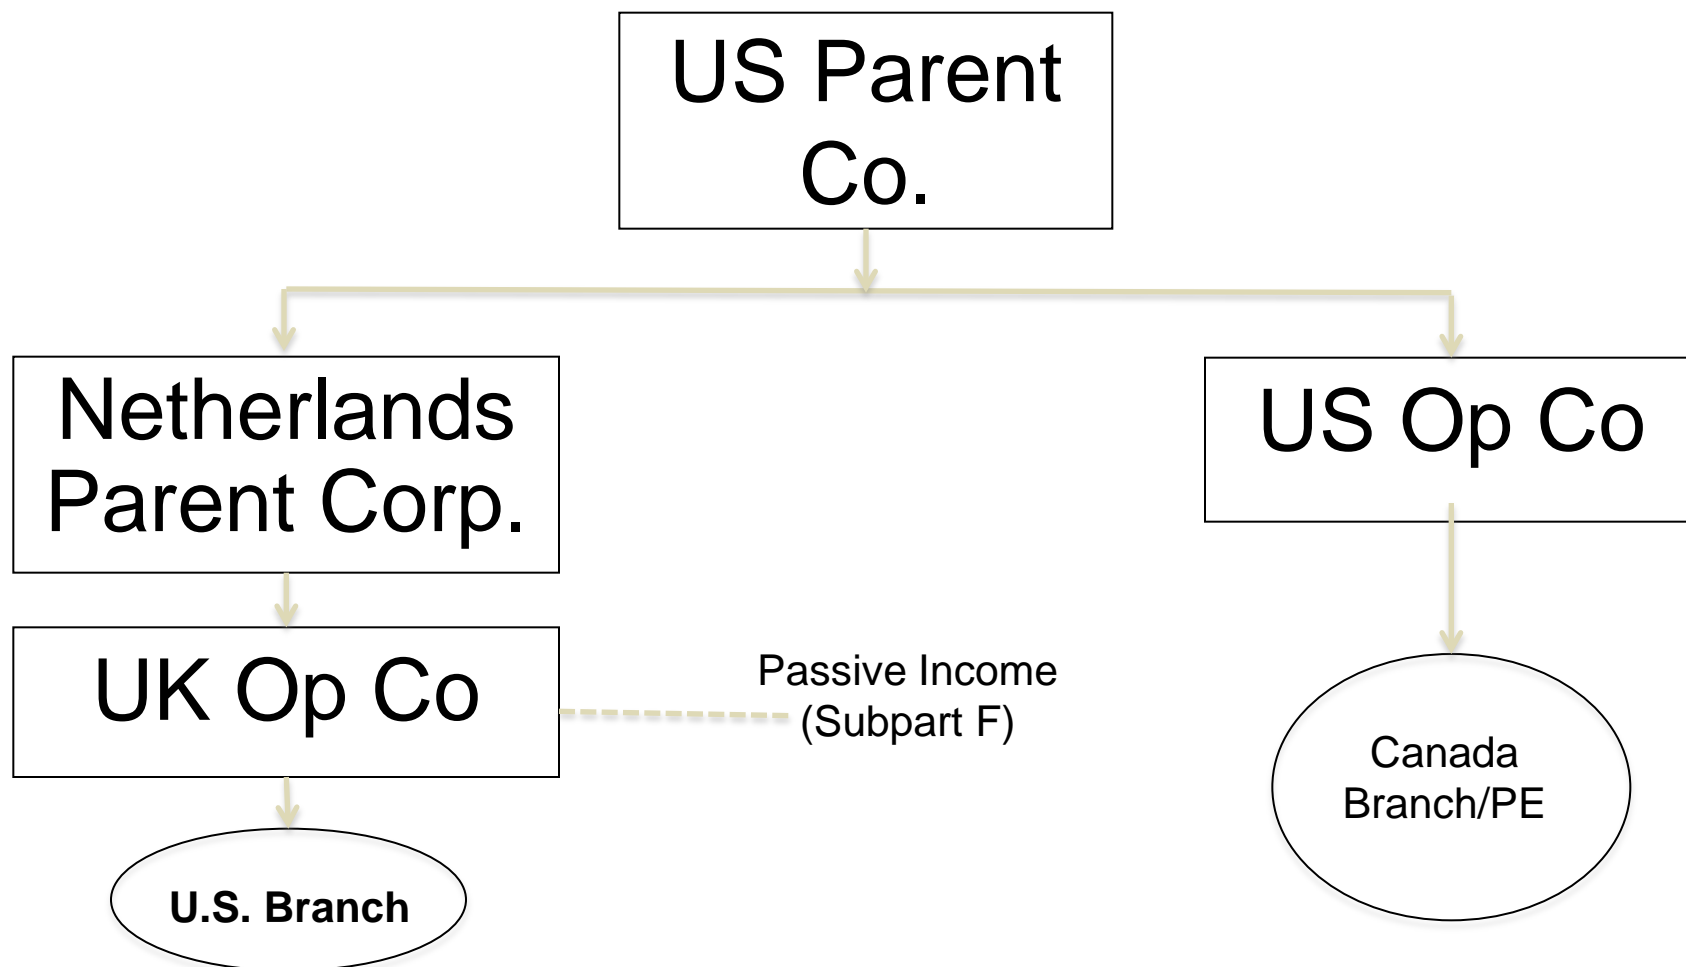 US Parent
Co.
Netherlands
Parent Corp.
US Op Co
UK Op Co
Passive Income
(Subpart F)
Canada
Branch/PE
U.S. Branch